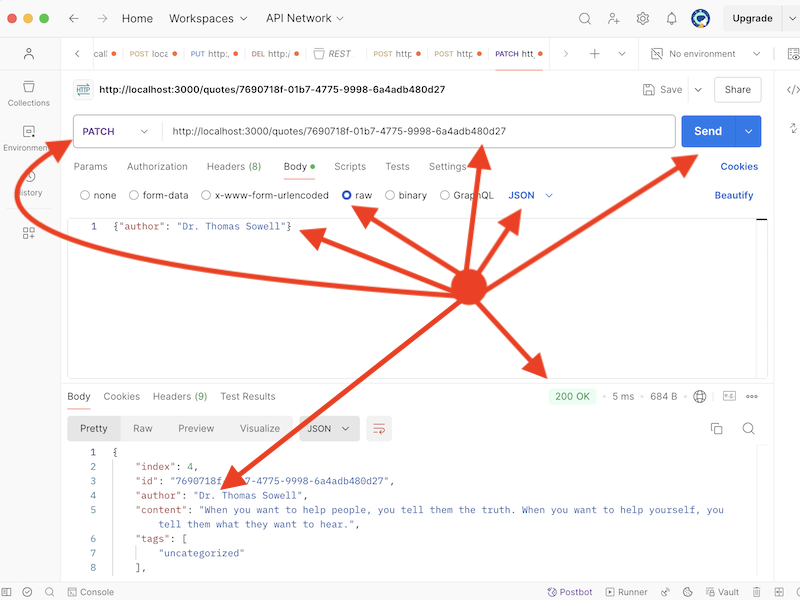 Home Workspaces API Network Upgrade
call POST loca PUT http:, DEL http:/ REST POST http POST http: PATCH htt No environment
HTTP http://localhost:3000/quotes/7690718f-01b7-4775-9998-6a4adb480d27 Save Share
Collections
PATCH http://localhost:3000/quotes/7690718f-01b7-4775-9998-6a4adb480d27 Send
Environmen
Params Authorization Headers (8) Body Scripts Tests Settings Cookies
istory
none form-data x-www-form-urlencoded raw binary GraphQL JSON Beautify
1 {"author": "Dr. Thomas Sowell"}
Body Cookies Headers (9) Test Results 200 OK 5 ms 684 B
Pretty Raw Preview Visualize JSON
1 {
2 "index": 4,
3 "id": "7690718f- 7-4775-9998-6a4adb480d27",
4 "author": "Dr. Thomas Sowell",
5 "content": "When you want to help people, you tell them the truth. When you want to help yourself, you
tell them what they want to hear.",
6 "tags": [
7 "uncategorized"
8 ],
Console Postbot Runner Vault